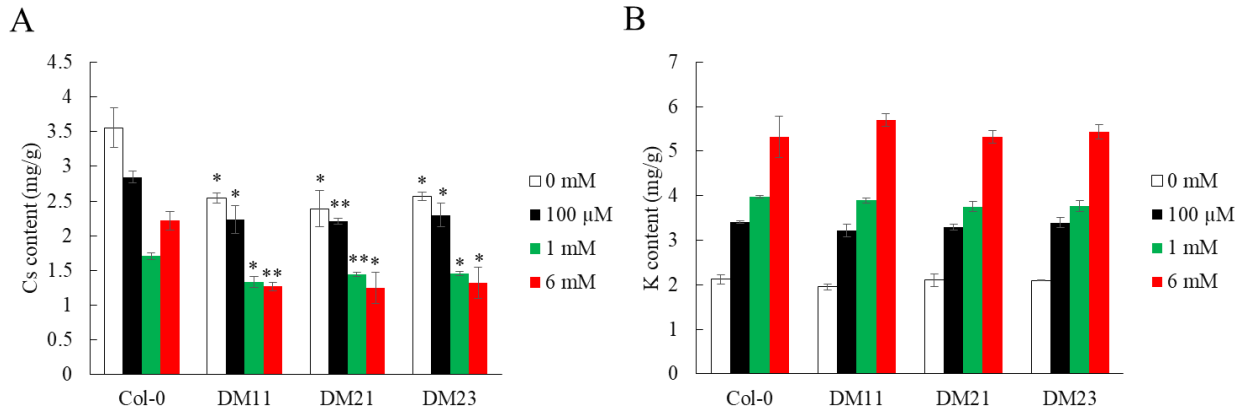 A
Cs content (mg/g)
4.5
4
3.5
3
2.5
2
1.5
1
0.5
0
* * * **
* ** ** *
* * * *
Col-0 DM11 DM21 DM23
0 mM
100 µM
1 mM
6 mM
B
K content (mg/g)
7
6
5
4
3
2
1
0
Col-0 DM11 DM21 DM23
0 mM
100 µM
1 mM
6 mM